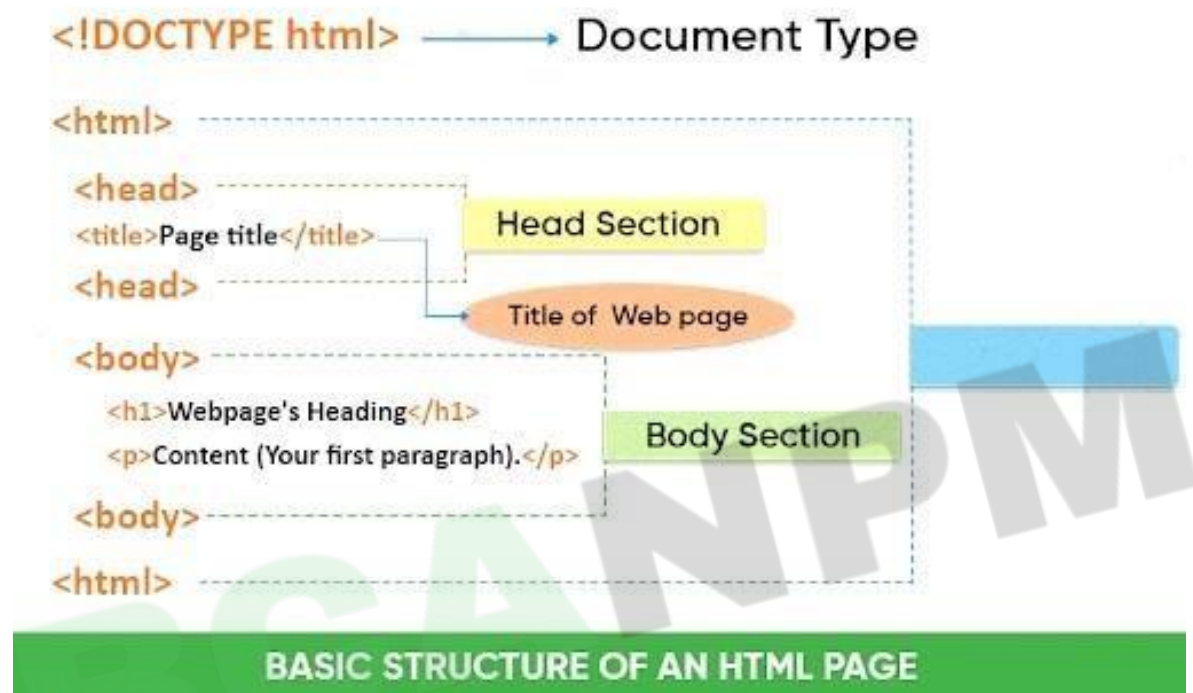 <!DOCTYPE html> Document Type
<html>
<head>
Head Section
<title>Page title</title>
<head>
Title of Web page
<body>
<h1>Webpage's Heading</h1>
Body Section
<p>Content (Your first paragraph).</p>
<body>
<html>
BCANPM
BASIC STRUCTURE OF AN HTML PAGE